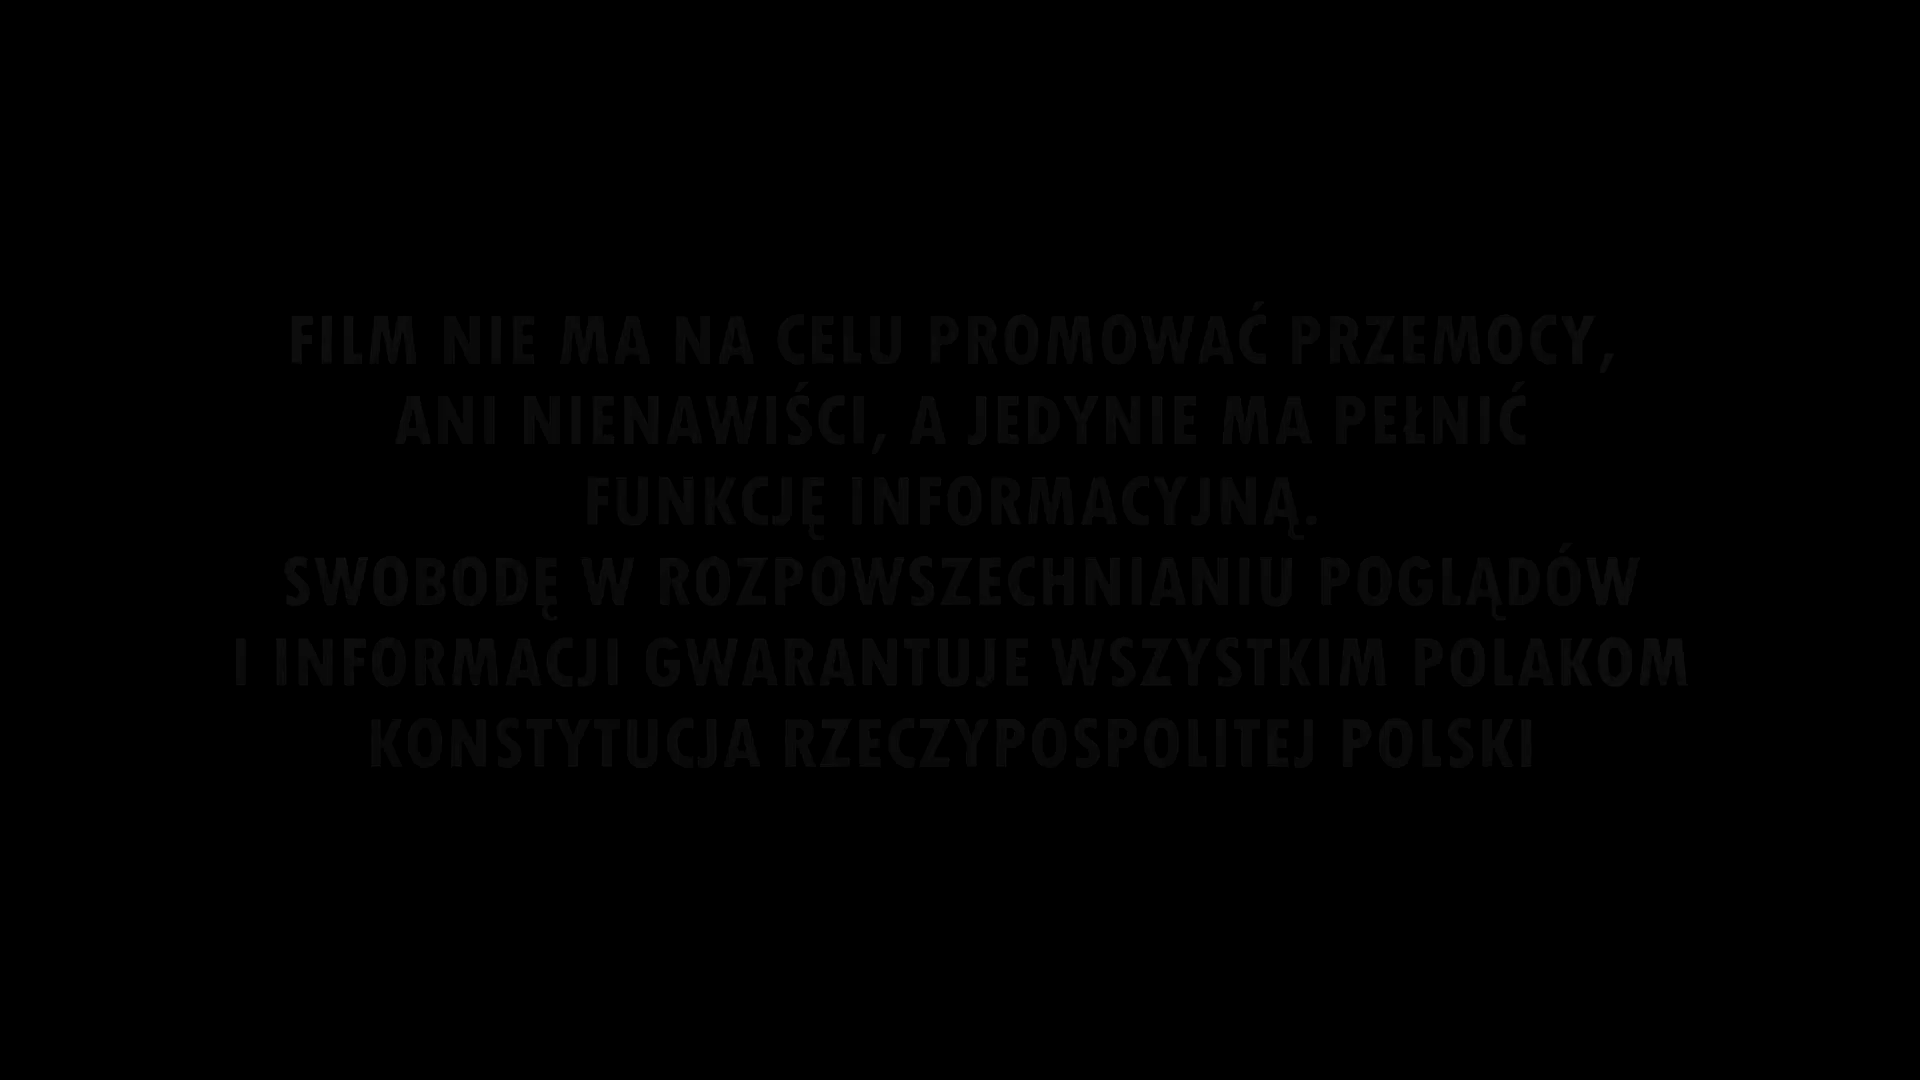 FILM NIE MA NA CELU PROMOWAĆ PRZEMOCY,
ANI NIENAWIŚCI, A JEDYNIE MA PEŁNIĆ
FUNKCJĘ INFORMACYJNĄ.
SWOBODĘ W ROZPOWSZECHNIANIU POGLĄDÓW
I INFORMACJI GWARANTUJE WSZYSTKIM POLAKOM
KONSTYTUCJA RZECZYPOSPOLITEJ POLSKI